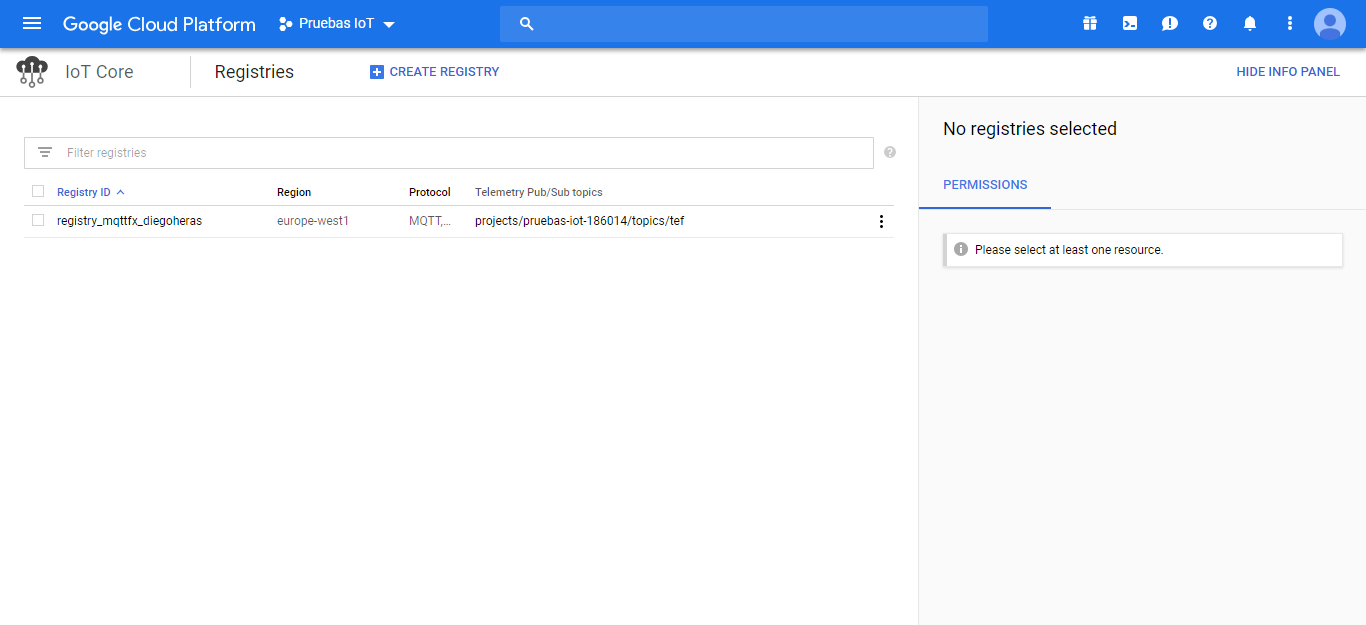 Google Cloud Platform Pruebas IoT
IoT Core Registries CREATE REGISTRY HIDE INFO PANEL
Filter registries
Registry ID Region Protocol Telemetry Pub/Sub topics
registry_mqttfx_diegoheras europe-west1 MQTT,... projects/pruebas-iot-186014/topics/tef
No registries selected
PERMISSIONS
Please select at least one resource.